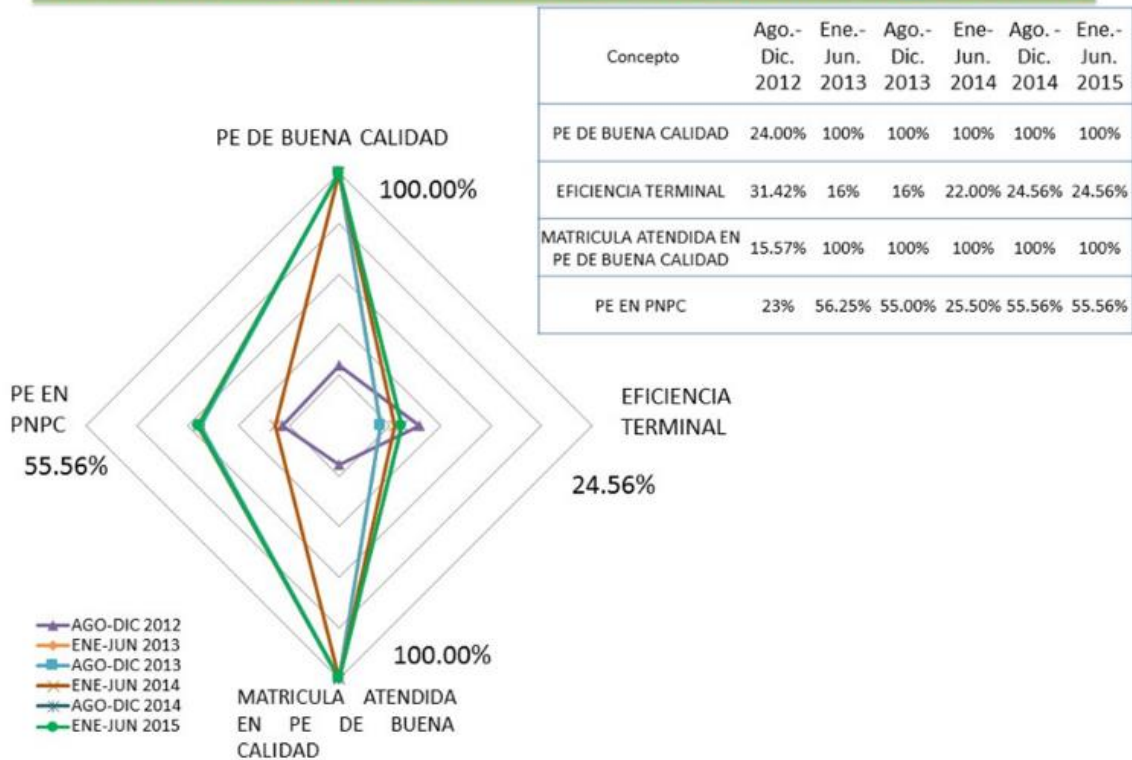 Concepto Ago.- Ene.- Ago.- Ene- Ago. - Ene.-
Dic. Jun. Dic. Jun. Dic. Jun.
2012 2013 2013 2014 2014 2015
PE DE BUENA CALIDAD 24.00% 100% 100% 100% 100% 100%
EFICIENCIA TERMINAL 31.42% 16% 16% 22.00% 24.56% 24.56%
MATRICULA ATENDIDA EN
PE DE BUENA CALIDAD 15.57% 100% 100% 100% 100% 100%
PE EN PNPC 23% 56.25% 55.00% 25.50% 55.56% 55.56%
PE DE BUENA CALIDAD
100.00%
PE EN
PNPC
55.56%
EFICIENCIA
TERMINAL
24.56%
100.00%
MATRICULA ATENDIDA
EN PE DE BUENA
CALIDAD
AGO-DIC 2012
ENE-JUN 2013
AGO-DIC 2013
ENE-JUN 2014
AGO-DIC 2014
ENE-JUN 2015